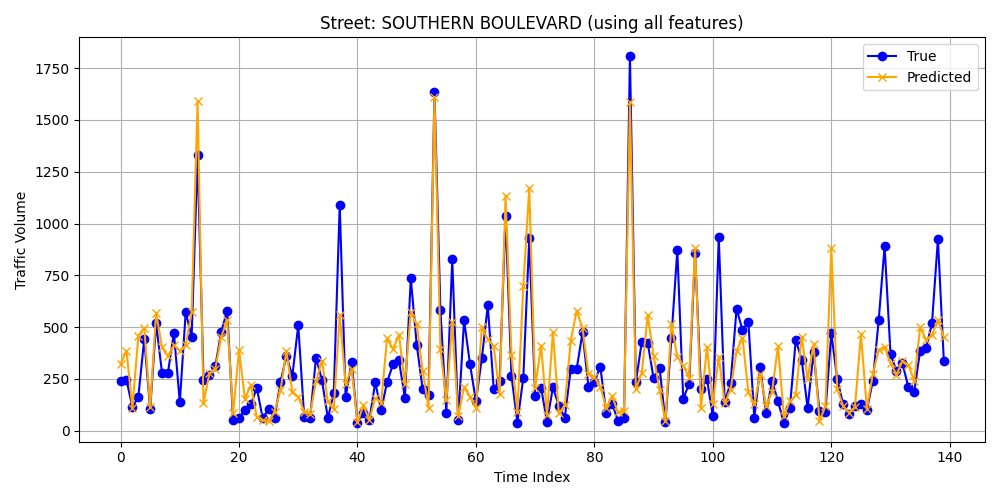 Street: SOUTHERN BOULEVARD (using all features)
True
Predicted
Traffic Volume
1750
1500
1250
1000
750
500
250
0
0 20 40 60 80 100 120 140
Time Index